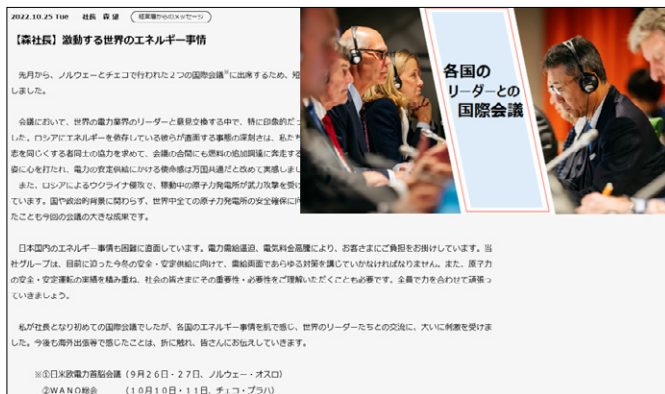 2022.10.25 Tue 社長 森 望 経営層からのメッセージ
【森社長】激動する世界のエネルギー事情
各国の
リーダーとの
国際会議
先月から、ノルウェーとチェコで行われた2つの国際会議※に出席するため、短
しました。
会議において、世界の電力業界のリーダーと意見交換する中で、特に印象的だっ
した。ロシアにエネルギーを依存している彼らが直面する事態の深刻さは、私たち
志を同じくする者同士の協力を求めて、会議の合間にも燃料の追加調達に奔走する
姿に心を打たれ、電力の安定供給にかける使命感は万国共通だと改めて実感しまし
また、ロシアによるウクライナ侵攻で、稼動中の原子力発電所が武力攻撃を受け
ています。国や政治的背景に関わらず、世界中全ての原子力発電所の安全確保に向
たことも今回の会議の大きな成果です。
日本国内のエネルギー事情も困難に直面しています。電力需給逼迫、電気料金高騰により、お客さまにご負担をお掛けしています。当
社グループは、目前に迫った今冬の安全・安定供給に向けて、需給両面であらゆる対策を講じていかなければなりません。また、原子力
の安全・安定運転の実績を積み重ね、社会の皆さまにその重要性・必要性をご理解いただくことも必要です。全員で力を合わせて頑張っ
ていきましょう。
私が社長となり初めての国際会議でしたが、各国のエネルギー事情を肌で感じ、世界のリーダーたちとの交流に、大いに刺激を受けま
した。今後も海外出張等で感じたことは、折に触れ、皆さんにお伝えしていきます。
※①日米欧電力首脳会議(9月26日・27日、ノルウェー・オスロ)
②WANO総会 (10月10日・11日、チェコ・プラハ)